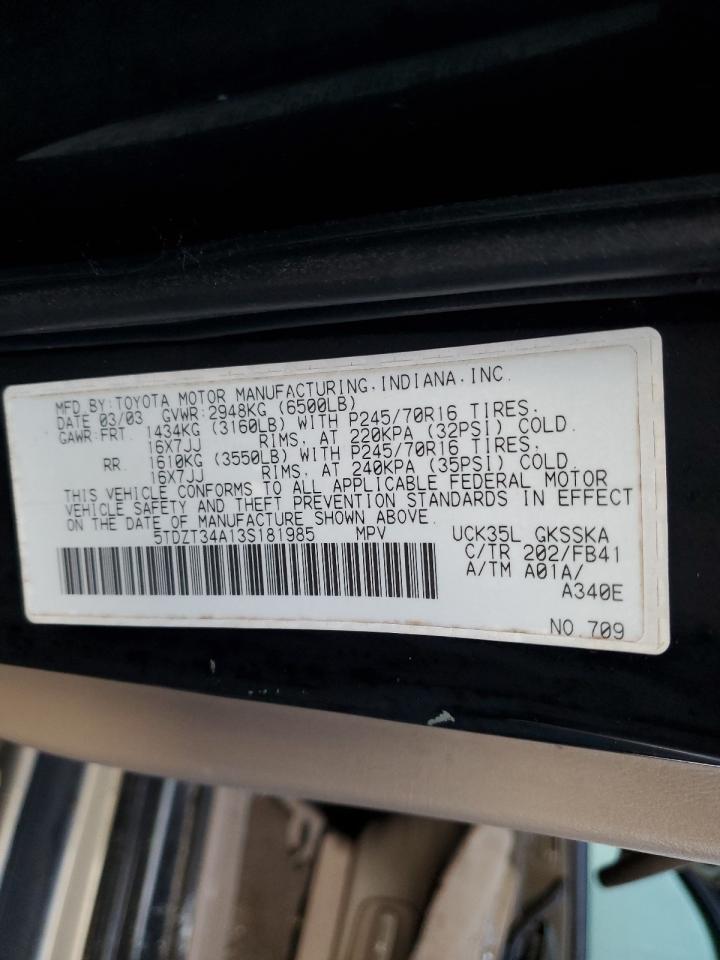 MFD BY:TOYOTA MOTOR MANUFACTURING.INDIANA.INC.
DATE 03/03 GVWR:2948KG (6500LB)
GAWR:FRT. 1434KG (3160LB) WITH P245/70R16 TIRES.
16X7JJ RIMS. AT 220KPA (32PSI) COLD.
RR. 1610KG (3550LB) WITH P245/70R16 TIRES.
16X7JJ RIMS. AT 240KPA (35PSI) COLD.
THIS VEHICLE CONFORMS TO ALL APPLICABLE FEDERAL MOTOR
VEHICLE SAFETY AND THEFT PREVENTION STANDARDS IN EFFECT
ON THE DATE OF MANUFACTURE SHOWN ABOVE.
5TDZT34A13S181985 MPV UCK35L GKSSKA
C/TR 202/FB41
A/TM A01A/
A340E
NO 709